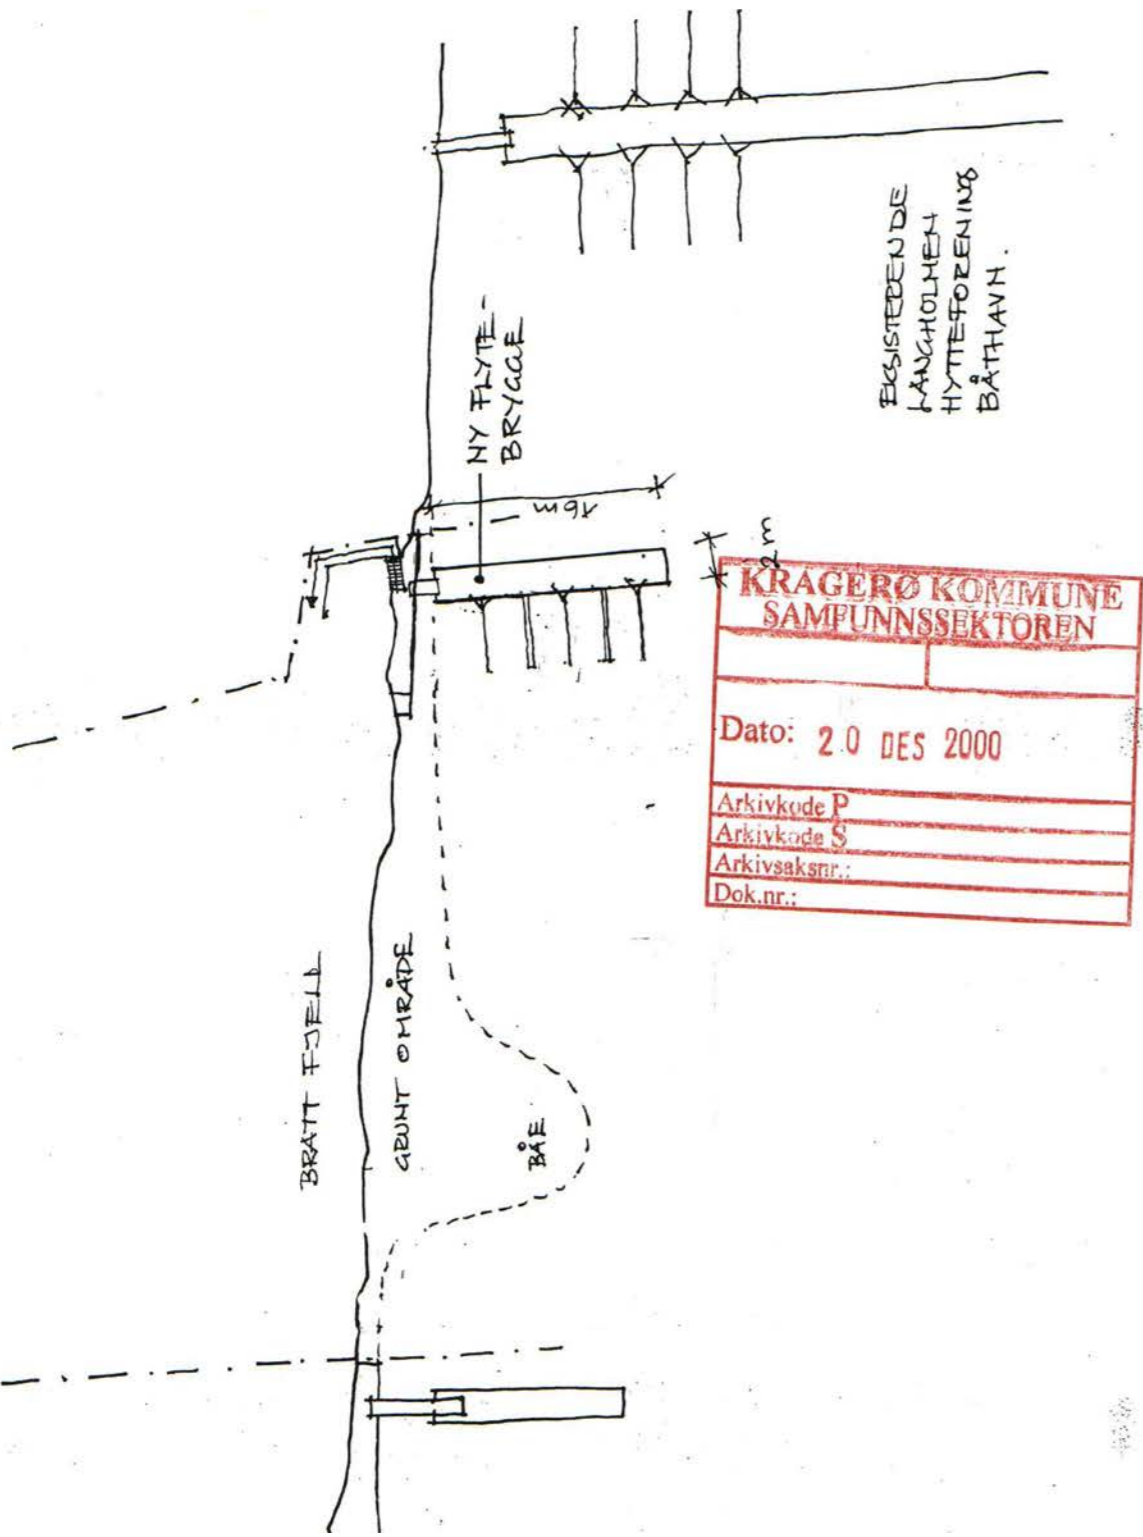 EKSISTERENDE
LANGHOLMEN
HYTTEFORENING
BÅTHAVN.
NY FLYTE-
BRYGGE
16m
2m
KRAGERØ KOMMUNE
SAMFUNNSSEKTOREN
Dato: 20 DES 2000
Arkivkode P
Arkivkode S
Arkivsaksnr.:
Dok.nr.:
BRATT FJELL
GRUNT OMRÅDE
BÅE